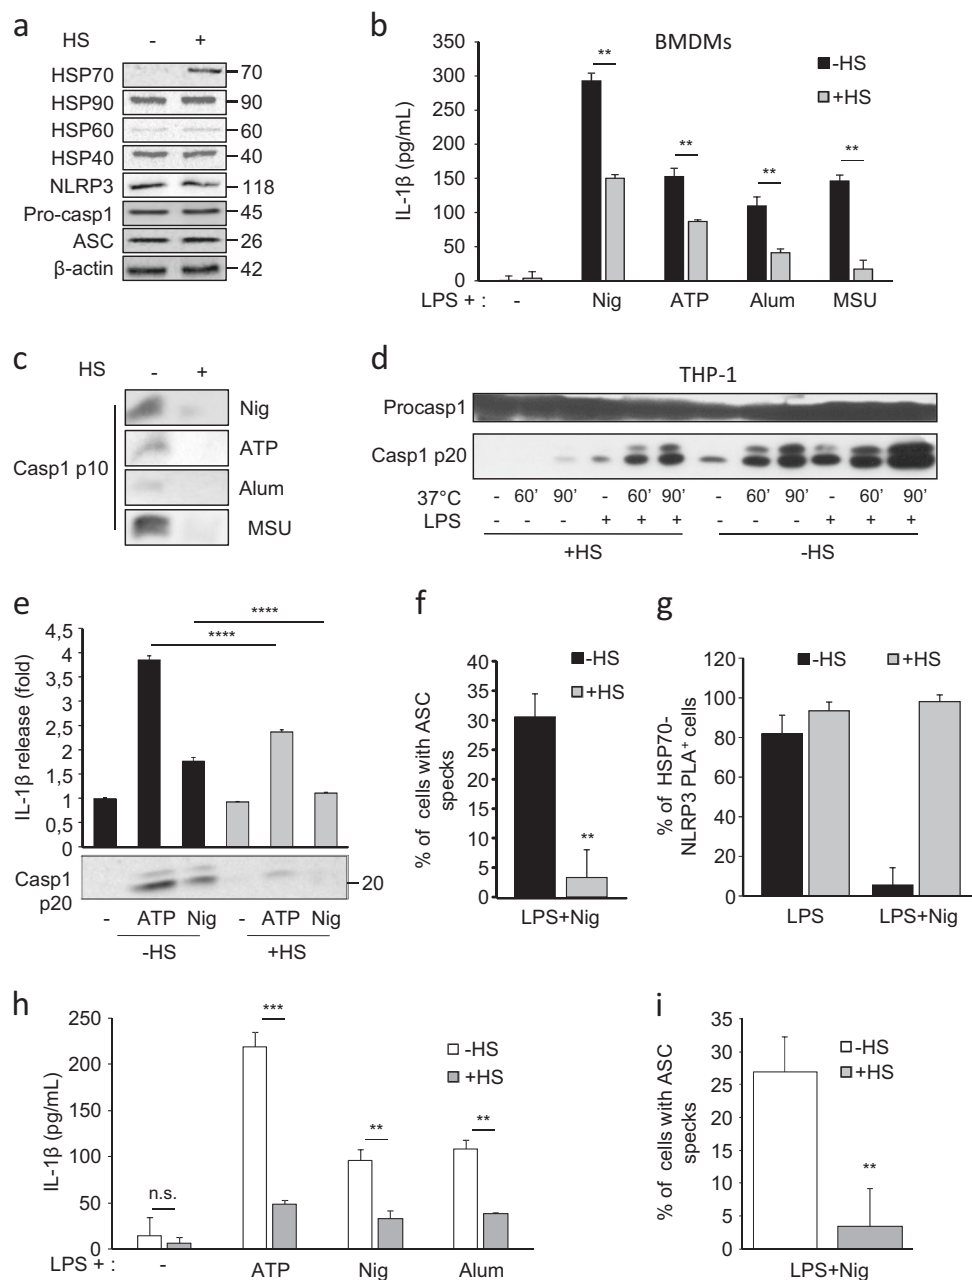 a
HS - +
HSP70 70
HSP90 90
HSP60 60
HSP40 40
NLRP3 118
Pro-casp1 45
ASC 26
β-actin 42
b
BMDMs
IL-1β (pg/mL)
350
300
250
200
150
100
50
0
** ** ** **
-HS
+HS
LPS + : - Nig ATP Alum MSU
c
HS - +
Casp1 p10
Nig
ATP
Alum
MSU
d
THP-1
Procasp1
Casp1 p20
37°C - 60' 90' - 60' 90' - 60' 90' - 60' 90'
LPS - - - + + + - - - + + +
+HS -HS
e
IL-1β release (fold)
4,5
4
3,5
3
2,5
2
1,5
1
0,5
0
****
****
Casp1
p20
20
- ATP Nig - ATP Nig
-HS +HS
f
% of cells with ASC
specks
40
35
30
25
20
15
10
5
0
-HS
+HS
**
LPS+Nig
g
% of HSP70-
NLRP3 PLA⁺ cells
120
100
80
60
40
20
0
-HS +HS
LPS LPS+Nig
h
IL-1β (pg/mL)
250
200
150
100
50
0
n.s. *** ** **
-HS
+HS
LPS + : - ATP Nig Alum
i
% of cells with ASC
specks
35
30
25
20
15
10
5
0
-HS
+HS
**
LPS+Nig